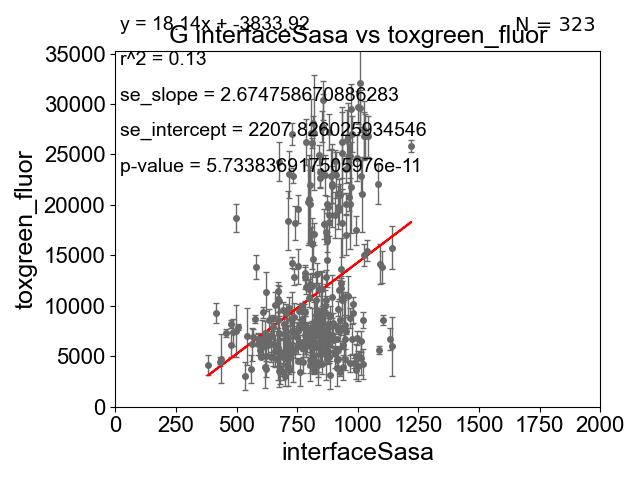 y = 18.14x + -3833.92
N = 323
G interfaceSasa vs toxgreen_fluor
r^2 = 0.13
se_slope = 2.674758670886283
se_intercept = 2207.826025934546
p-value = 5.733836917505976e-11
35000
30000
25000
20000
15000
10000
5000
0
toxgreen_fluor
0 250 500 750 1000 1250 1500 1750 2000
interfaceSasa